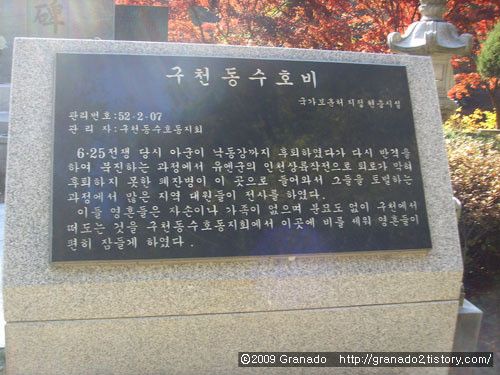 碑
구천동수호비
국가보훈처 지정 현충시설
관리번호:52-2-07
관 리 자:구천동수호동지회
6·25전쟁 당시 아군이 낙동강까지 후퇴하였다가 다시 반격을
하여 북진하는 과정에서 유엔군의 인천상륙작전으로 퇴로가 막혀
후퇴하지 못한 패잔병이 이 곳으로 들어와서 그들을 토벌하는
과정에서 많은 지역 대원들이 전사를 하였다.
이들 영혼들은 자손이나 가족이 없으며 분묘도 없이 구천에서
떠도는 것을 구천동수호동지회에서 이곳에 비를 세워 영혼들이
편히 잠들게 하였다.
©2009 Granado http://granado2.tistory.com/